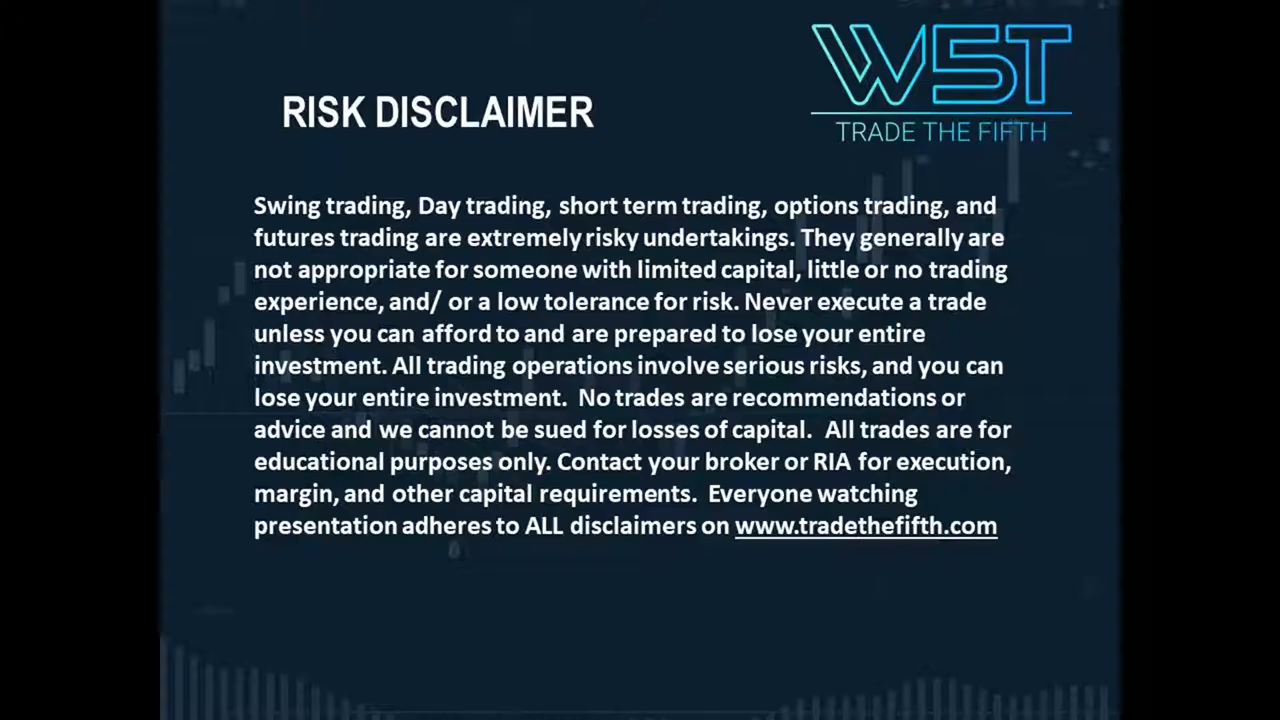 W5T
TRADE THE FIFTH
RISK DISCLAIMER
Swing trading, Day trading, short term trading, options trading, and
futures trading are extremely risky undertakings. They generally are
not appropriate for someone with limited capital, little or no trading
experience, and/ or a low tolerance for risk. Never execute a trade
unless you can afford to and are prepared to lose your entire
investment. All trading operations involve serious risks, and you can
lose your entire investment.  No trades are recommendations or
advice and we cannot be sued for losses of capital.  All trades are for
educational purposes only. Contact your broker or RIA for execution,
margin, and other capital requirements.  Everyone watching
presentation adheres to ALL disclaimers on www.tradethefifth.com